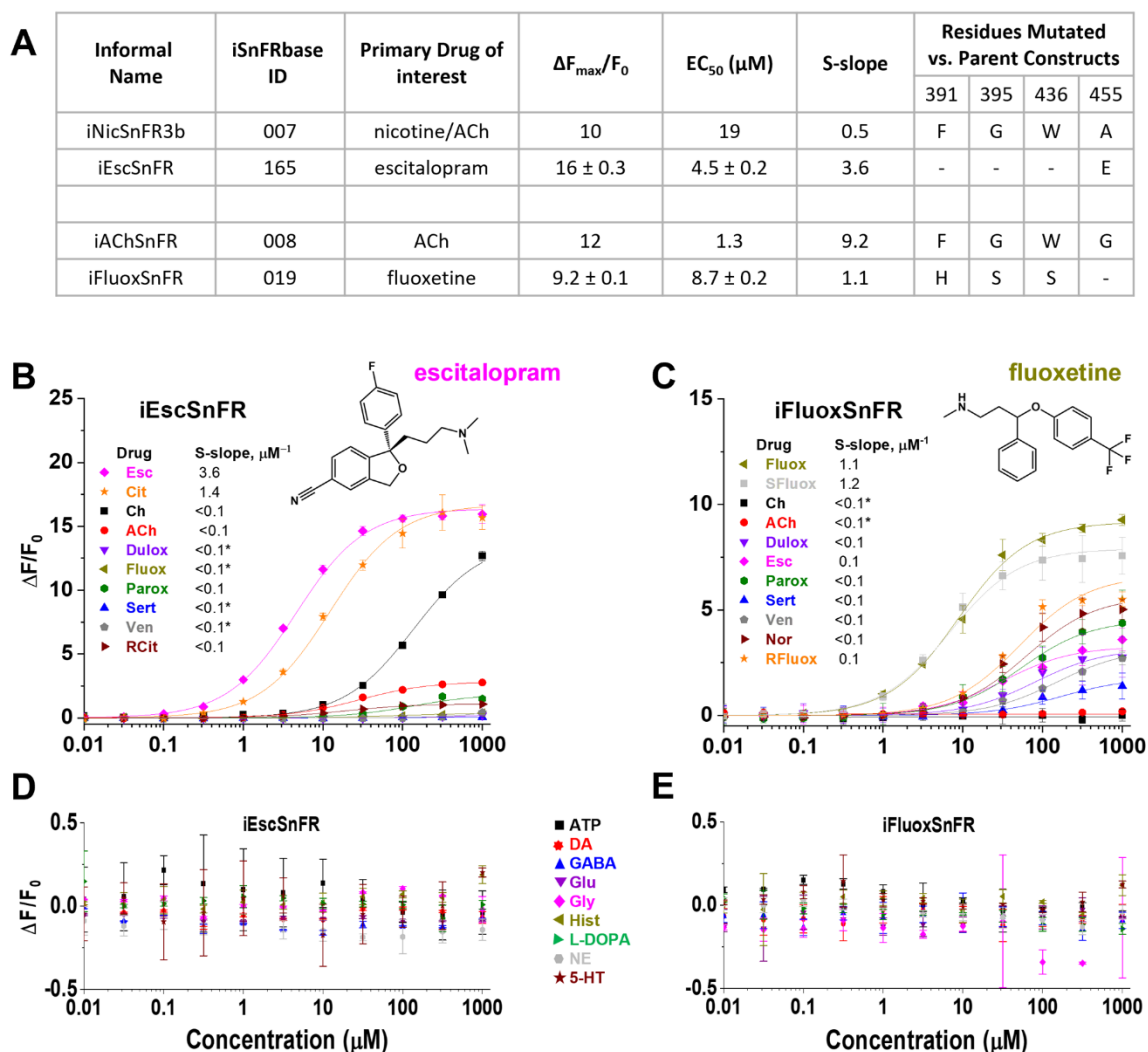 A
Informal Name iSnFRbase ID Primary Drug of interest ΔFmax/F0 EC50 (μM) S-slope Residues Mutated vs. Parent Constructs
391 395 436 455
iNicSnFR3b 007 nicotine/ACh 10 19 0.5 F G W A
iEscSnFR 165 escitalopram 16 ± 0.3 4.5 ± 0.2 3.6 - - - E
iAChSnFR 008 ACh 12 1.3 9.2 F G W G
iFluoxSnFR 019 fluoxetine 9.2 ± 0.1 8.7 ± 0.2 1.1 H S S -
B
escitalopram
iEscSnFR
Drug S-slope, μM⁻¹
Esc 3.6
Cit 1.4
Ch <0.1
ACh <0.1
Dulox <0.1*
Fluox <0.1*
Parox <0.1
Sert <0.1*
Ven <0.1*
RCit <0.1
F
N
O
N
ΔF/F0
25
20
15
10
5
0
0.01 0.1 1 10 100 1000
C
fluoxetine
iFluoxSnFR
Drug S-slope, μM⁻¹
Fluox 1.1
SFluox 1.2
Ch <0.1*
ACh <0.1*
Dulox <0.1
Esc 0.1
Parox <0.1
Sert <0.1
Ven <0.1
Nor <0.1
RFluox 0.1
H
N
O
F
F
F
15
10
5
0
0.01 0.1 1 10 100 1000
D
iEscSnFR
ΔF/F0
0.5
0.0
-0.5
0.01 0.1 1 10 100 1000
Concentration (μM)
ATP
DA
GABA
Glu
Gly
Hist
L-DOPA
NE
5-HT
E
iFluoxSnFR
0.5
0.0
-0.5
0.01 0.1 1 10 100 1000
Concentration (μM)